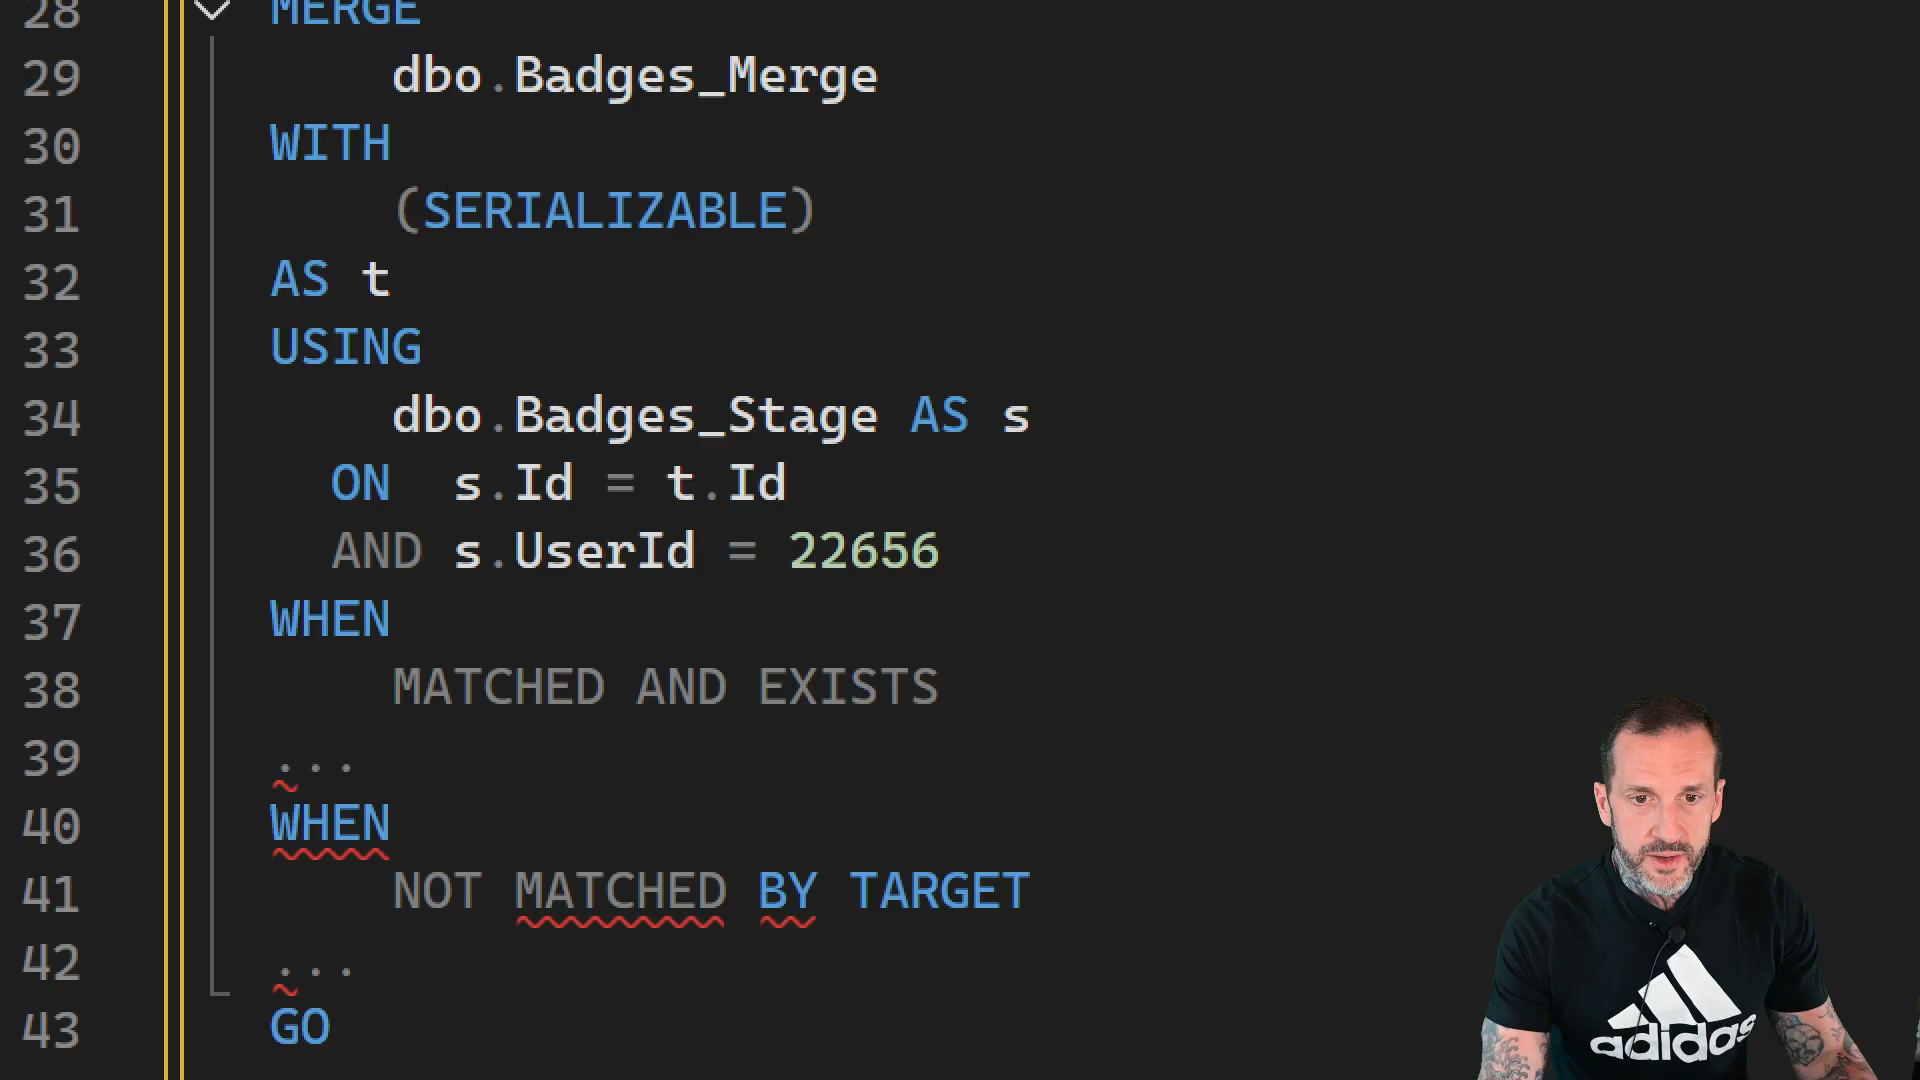 28 MERGE
29 dbo.Badges_Merge
30 WITH
31 (SERIALIZABLE)
32 AS t
33 USING
34 dbo.Badges_Stage AS s
35 ON s.Id = t.Id
36 AND s.UserId = 22656
37 WHEN
38 MATCHED AND EXISTS
39 ...
40 WHEN
41 NOT MATCHED BY TARGET
42 ...
43 GO
adidas